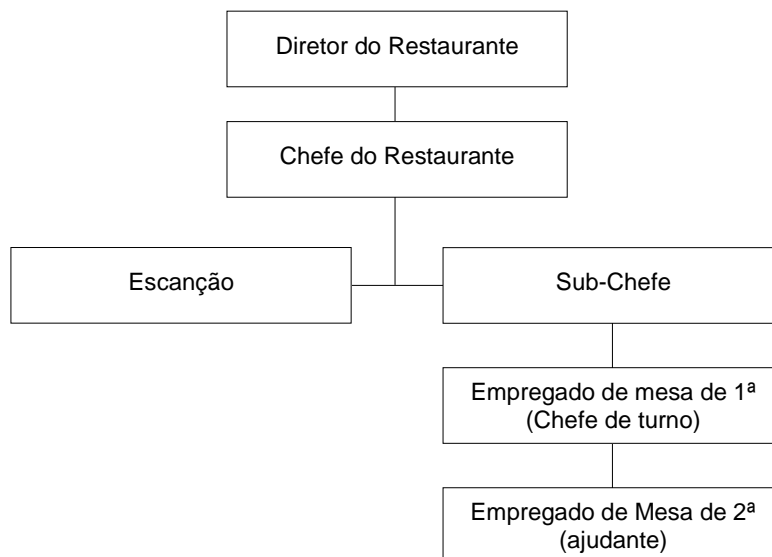 Diretor do Restaurante
Chefe do Restaurante
Escanção
Sub-Chefe
Empregado de mesa de 1ª
(Chefe de turno)
Empregado de Mesa de 2ª
(ajudante)